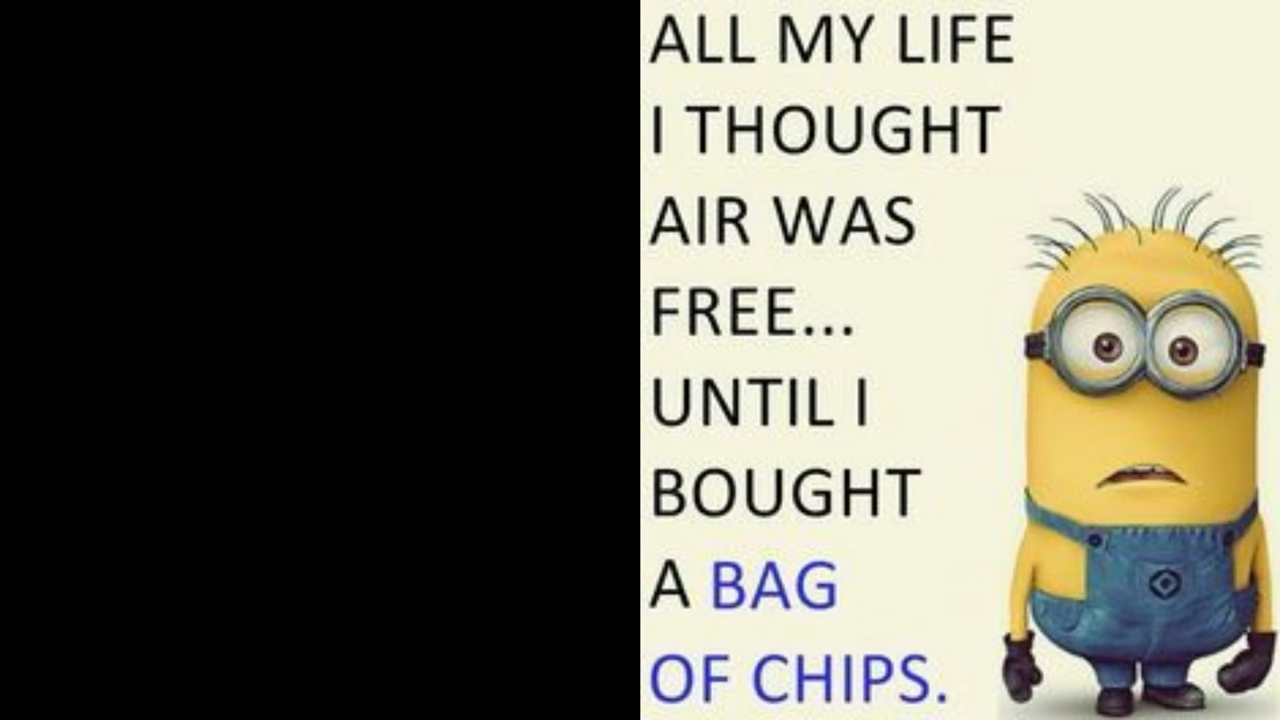 ALL MY LIFE
I THOUGHT
AIR WAS
FREE...
UNTIL I
BOUGHT
A BAG
OF CHIPS.